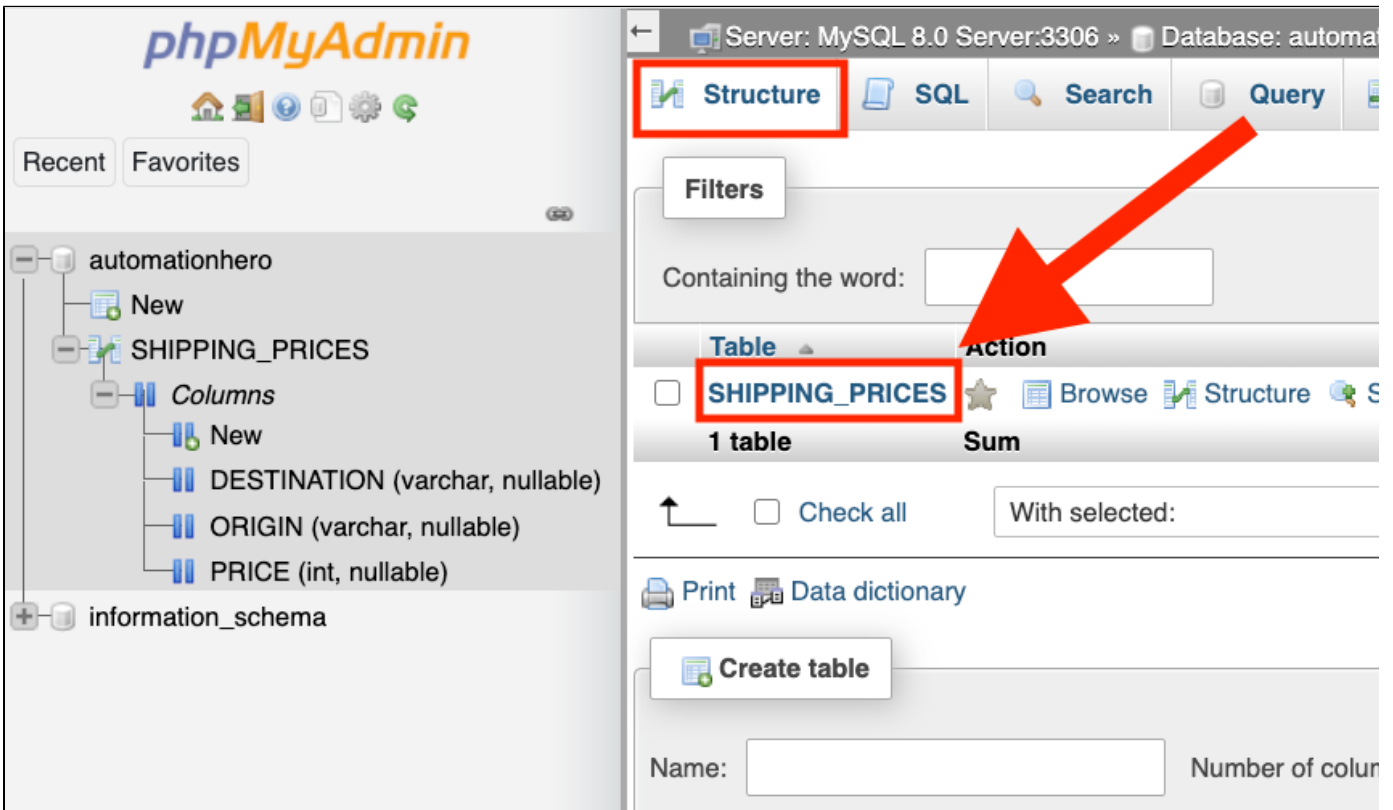 phpMyAdmin
Recent Favorites
automationhero
New
SHIPPING_PRICES
Columns
New
DESTINATION (varchar, nullable)
ORIGIN (varchar, nullable)
PRICE (int, nullable)
information_schema
← Server: MySQL 8.0 Server:3306 » Database: automat
Structure SQL Search Query
Filters
Containing the word:
Table Action
SHIPPING_PRICES Browse Structure S
1 table Sum
Check all With selected:
Print Data dictionary
Create table
Name: Number of colum